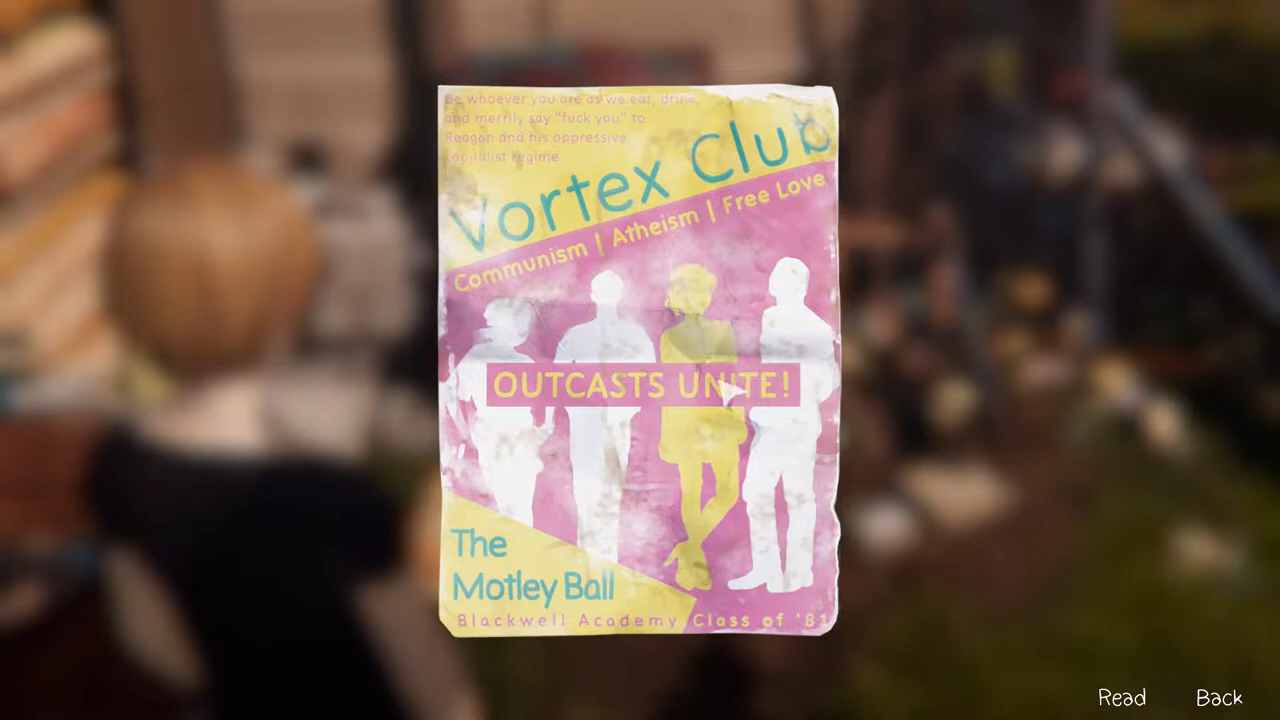 Be whoever you are as we eat, drink
and merrily say "fuck you" to
Reagan and his oppressive
capitalist regime.
Vortex Club
Communism | Atheism | Free Love
OUTCASTS UNITE!
The
Motley Ball
Blackwell Academy Class of '81
Read
Back